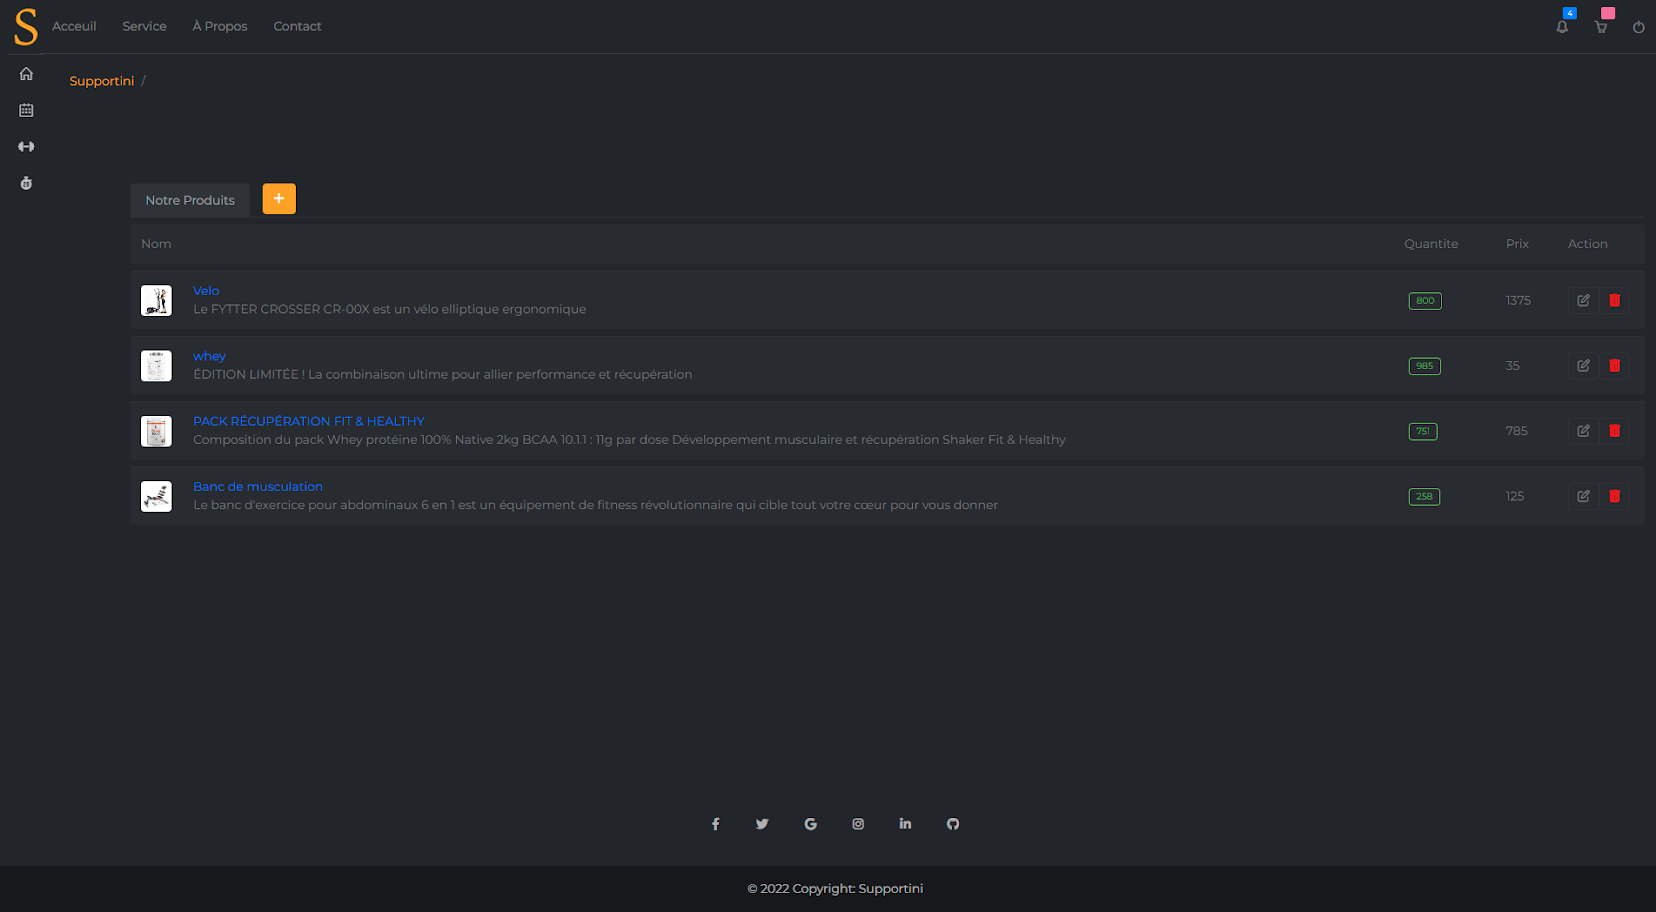 S
Acceuil Service À Propos Contact
4
Supportini /
Notre Produits +
Nom Quantite Prix Action
Velo
Le FYTTER CROSSER CR-00X est un vélo elliptique ergonomique
800 1375
whey
ÉDITION LIMITÉE ! La combinaison ultime pour allier performance et récupération
985 35
PACK RÉCUPÉRATION FIT & HEALTHY
Composition du pack Whey protéine 100% Native 2kg BCAA 10.1.1 : 11g par dose Développement musculaire et récupération Shaker Fit & Healthy
751 785
Banc de musculation
Le banc d'exercice pour abdominaux 6 en 1 est un équipement de fitness révolutionnaire qui cible tout votre cœur pour vous donner
258 125
© 2022 Copyright: Supportini